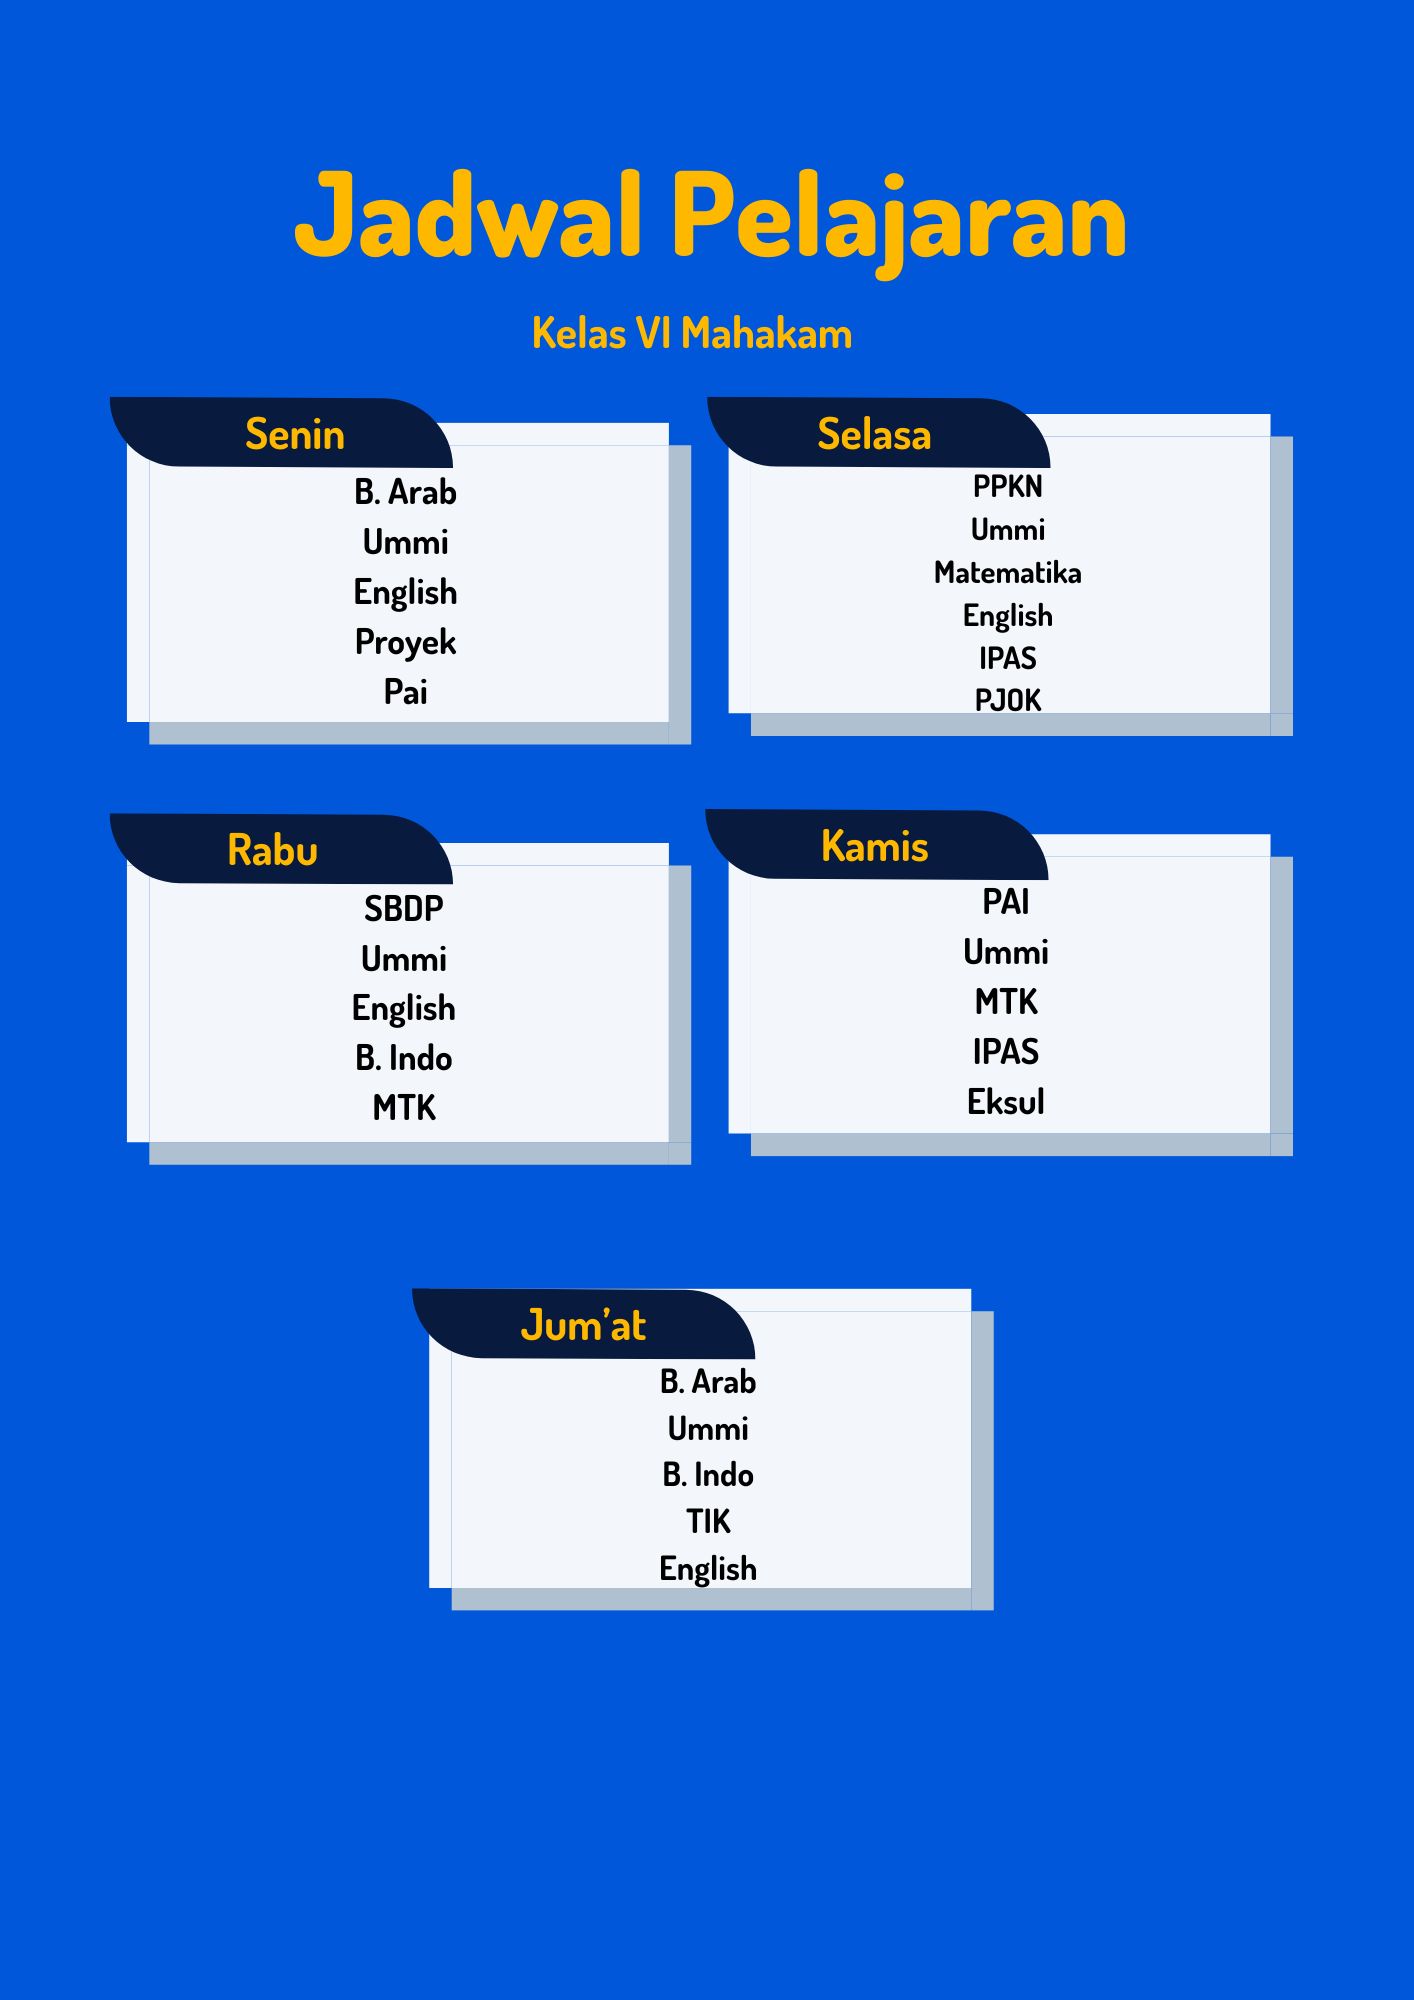 Jadwal Pelajaran
Kelas VI Mahakam
Senin
B. Arab
Ummi
English
Proyek
Pai
Selasa
PPKN
Ummi
Matematika
English
IPAS
PJOK
Rabu
SBDP
Ummi
English
B. Indo
MTK
Kamis
PAI
Ummi
MTK
IPAS
Eksul
Jum’at
B. Arab
Ummi
B. Indo
TIK
English